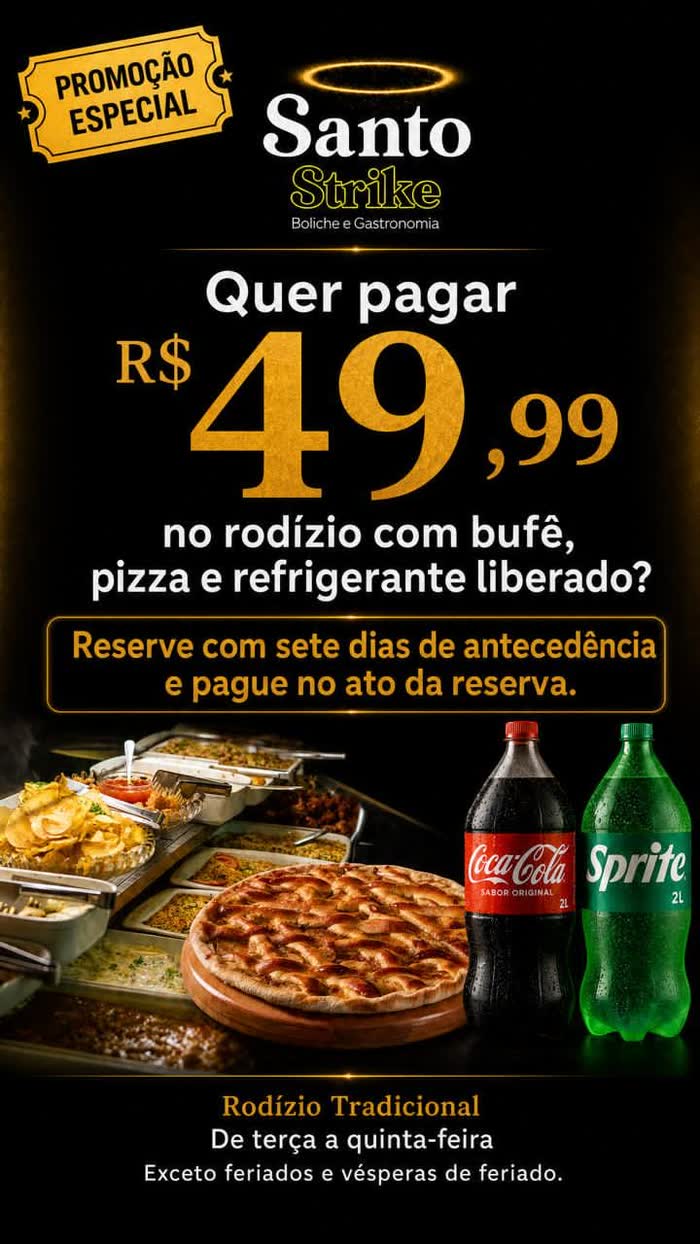 PROMOÇÃO
ESPECIAL
Santo
Strike
Boliche e Gastronomia
Quer pagar
R$ 49,99
no rodízio com bufê,
pizza e refrigerante liberado?
Reserve com sete dias de antecedência
e pague no ato da reserva.
Coca-Cola
SABOR ORIGINAL
2L
Sprite
2L
Rodízio Tradicional
De terça a quinta-feira
Exceto feriados e vésperas de feriado.